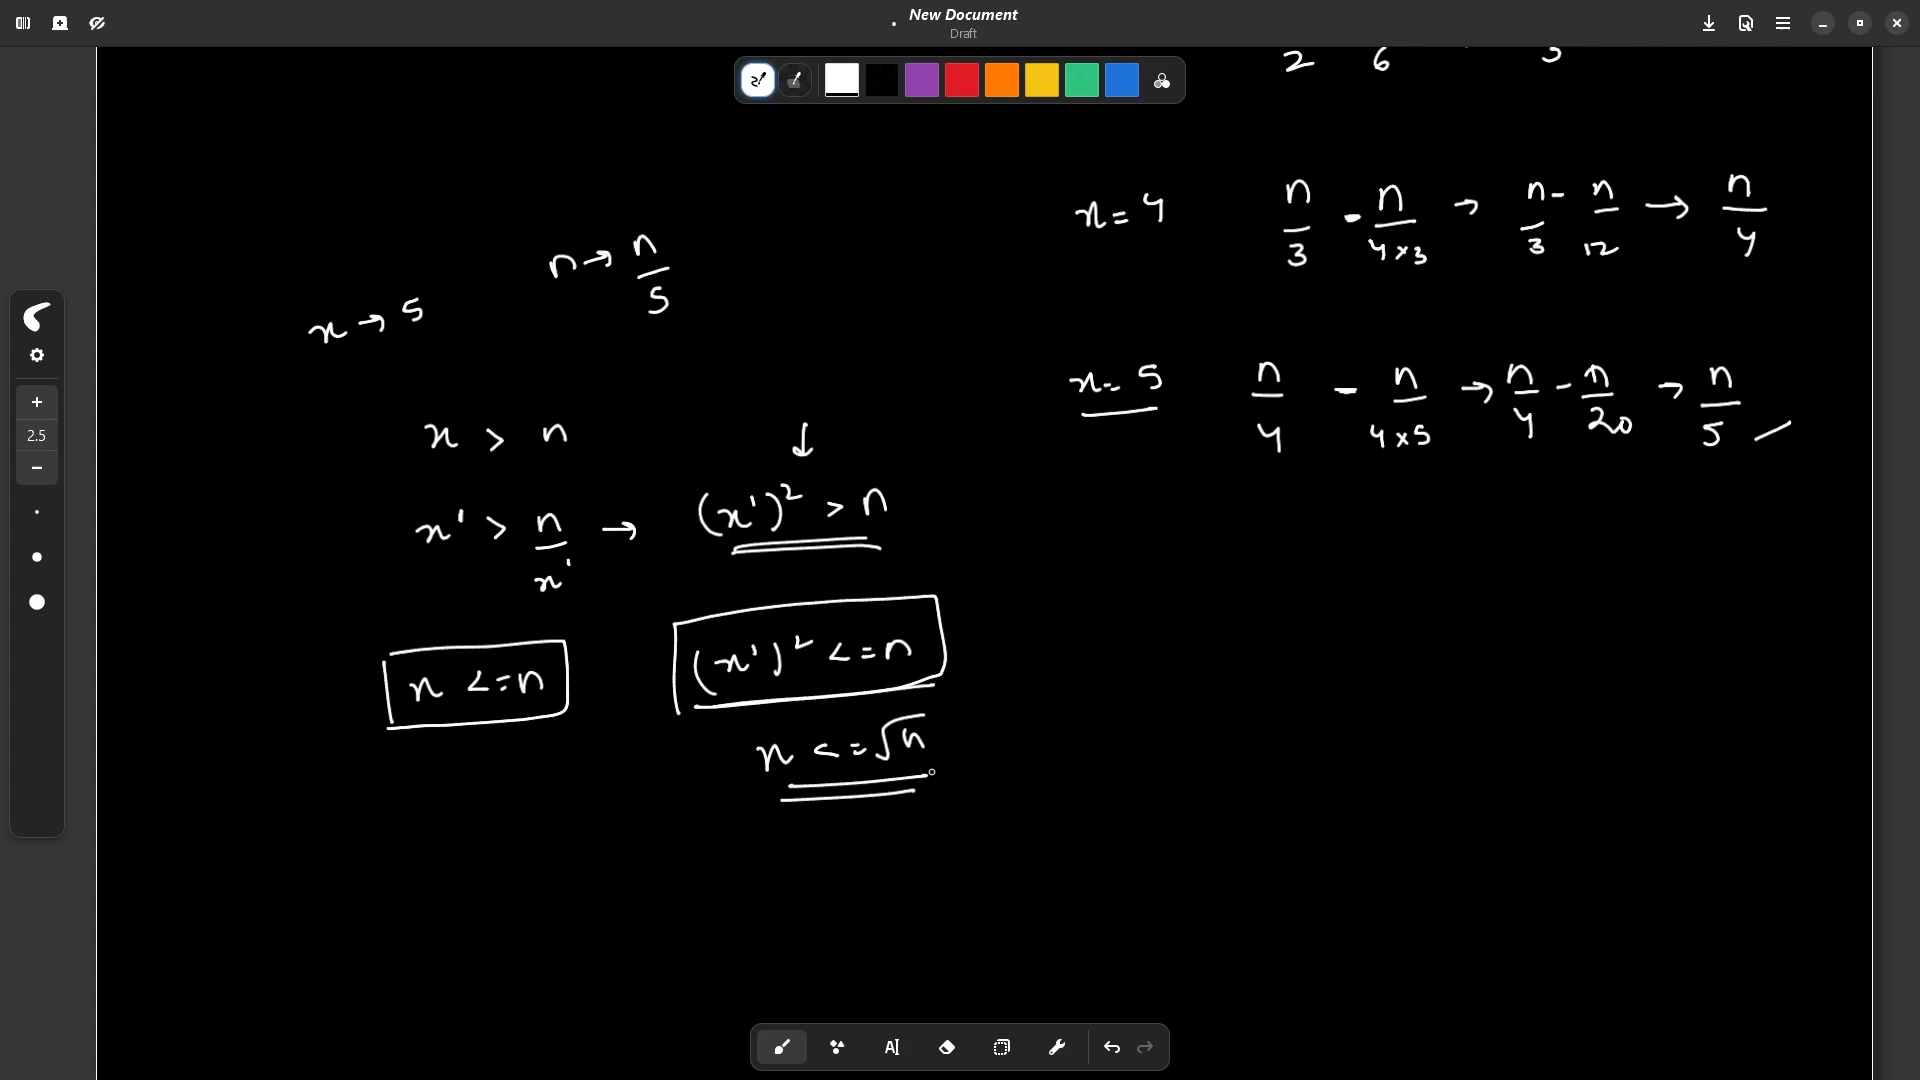 New Document
Draft
2 6 3
x = 4 n/3 - n/4×3 → n/3 - n/12 → n/4
n → n/5
x → 5
x = 5 n/4 - n/4×5 → n/4 - n/20 → n/5
x > n ↓
x' > n/x' → (x')² > n
x <= n (x')² <= n
x <= √n
+
2.5
−
A